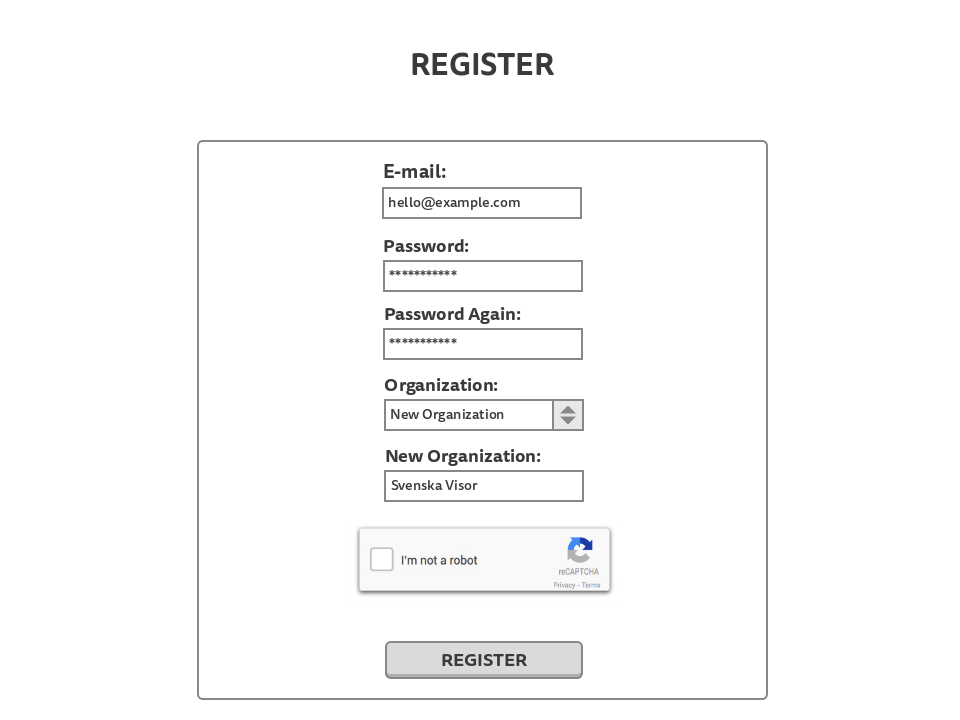 REGISTER
E-mail:
hello@example.com
Password:
***********
Password Again:
***********
Organization:
New Organization
New Organization:
Svenska Visor
I'm not a robot
reCAPTCHA
Privacy - Terms
REGISTER